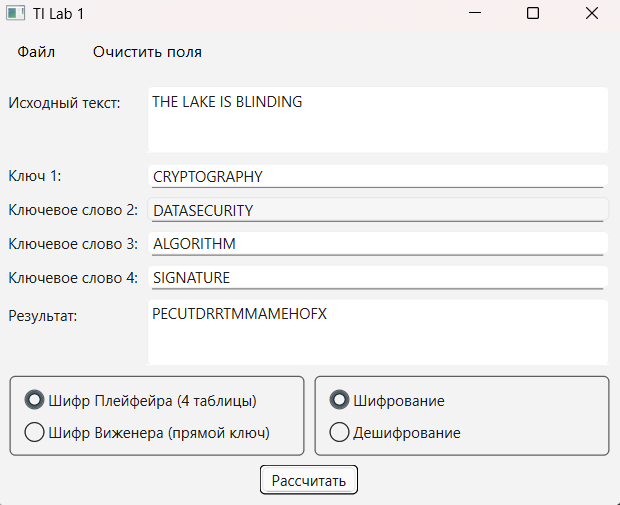 TI Lab 1
Файл Очистить поля
Исходный текст: THE LAKE IS BLINDING
Ключ 1: CRYPTOGRAPHY
Ключевое слово 2: DATASECURITY
Ключевое слово 3: ALGORITHM
Ключевое слово 4: SIGNATURE
Результат: PECUTDRRTMMAMEHOFX
Шифр Плейфейра (4 таблицы) Шифрование
Шифр Виженера (прямой ключ) Дешифрование
Рассчитать